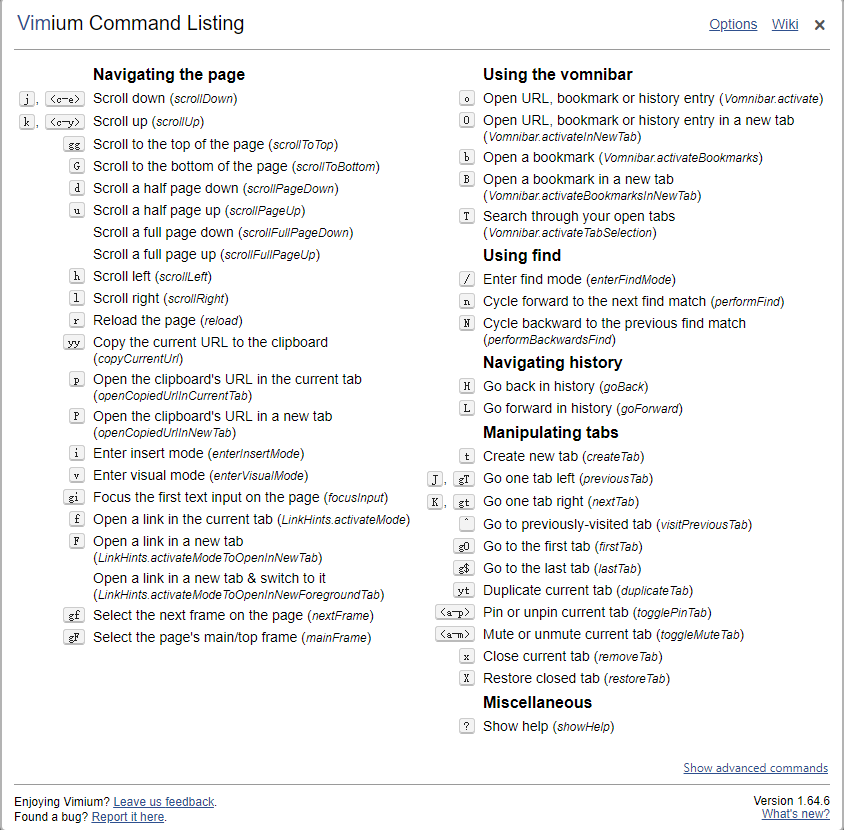 Vimium Command Listing
Options Wiki ×
Navigating the page
j, <c-e> Scroll down (scrollDown)
k, <c-y> Scroll up (scrollUp)
gg Scroll to the top of the page (scrollToTop)
G Scroll to the bottom of the page (scrollToBottom)
d Scroll a half page down (scrollPageDown)
u Scroll a half page up (scrollPageUp)
Scroll a full page down (scrollFullPageDown)
Scroll a full page up (scrollFullPageUp)
h Scroll left (scrollLeft)
l Scroll right (scrollRight)
r Reload the page (reload)
yy Copy the current URL to the clipboard
(copyCurrentUrl)
p Open the clipboard's URL in the current tab
(openCopiedUrlInCurrentTab)
P Open the clipboard's URL in a new tab
(openCopiedUrlInNewTab)
i Enter insert mode (enterInsertMode)
v Enter visual mode (enterVisualMode)
gi Focus the first text input on the page (focusInput)
f Open a link in the current tab (LinkHints.activateMode)
F Open a link in a new tab
(LinkHints.activateModeToOpenInNewTab)
Open a link in a new tab & switch to it
(LinkHints.activateModeToOpenInNewForegroundTab)
gf Select the next frame on the page (nextFrame)
gF Select the page's main/top frame (mainFrame)
Using the vomnibar
o Open URL, bookmark or history entry (Vomnibar.activate)
O Open URL, bookmark or history entry in a new tab
(Vomnibar.activateInNewTab)
b Open a bookmark (Vomnibar.activateBookmarks)
B Open a bookmark in a new tab
(Vomnibar.activateBookmarksInNewTab)
T Search through your open tabs
(Vomnibar.activateTabSelection)
Using find
/ Enter find mode (enterFindMode)
n Cycle forward to the next find match (performFind)
N Cycle backward to the previous find match
(performBackwardsFind)
Navigating history
H Go back in history (goBack)
L Go forward in history (goForward)
Manipulating tabs
t Create new tab (createTab)
J, gT Go one tab left (previousTab)
K, gt Go one tab right (nextTab)
^ Go to previously-visited tab (visitPreviousTab)
g0 Go to the first tab (firstTab)
g$ Go to the last tab (lastTab)
yt Duplicate current tab (duplicateTab)
<a-p> Pin or unpin current tab (togglePinTab)
<a-m> Mute or unmute current tab (toggleMuteTab)
x Close current tab (removeTab)
X Restore closed tab (restoreTab)
Miscellaneous
? Show help (showHelp)
Show advanced commands
Enjoying Vimium? Leave us feedback.
Found a bug? Report it here.
Version 1.64.6
What's new?